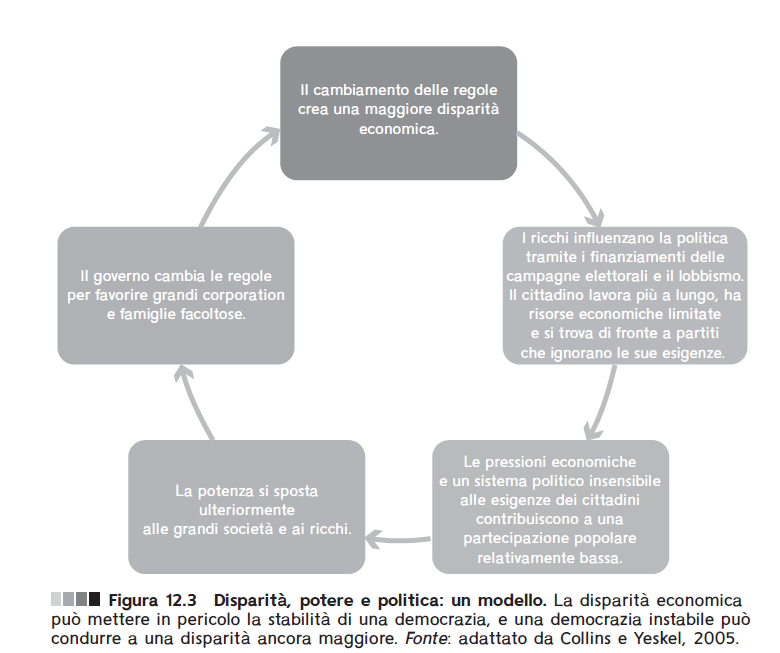 Il cambiamento delle regole
crea una maggiore disparità
economica.
I ricchi influenzano la politica
tramite i finanziamenti delle
campagne elettorali e il lobbismo.
Il cittadino lavora più a lungo, ha
risorse economiche limitate
e si trova di fronte a partiti
che ignorano le sue esigenze.
Le pressioni economiche
e un sistema politico insensibile
alle esigenze dei cittadini
contribuiscono a una
partecipazione popolare
relativamente bassa.
La potenza si sposta
ulteriormente
alle grandi società e ai ricchi.
Il governo cambia le regole
per favorire grandi corporation
e famiglie facoltose.
Figura 12.3 Disparità, potere e politica: un modello. La disparità economica
può mettere in pericolo la stabilità di una democrazia, e una democrazia instabile può
condurre a una disparità ancora maggiore. Fonte: adattato da Collins e Yeskel, 2005.